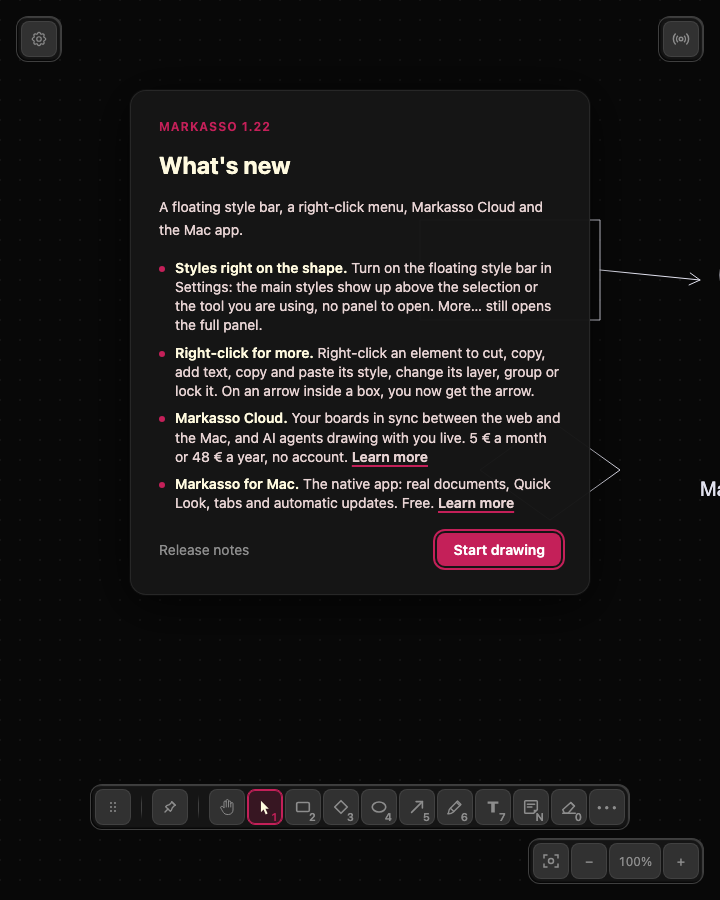 MARKASSO 1.22
What's new
A floating style bar, a right-click menu, Markasso Cloud and
the Mac app.
Styles right on the shape. Turn on the floating style bar in
Settings: the main styles show up above the selection or
the tool you are using, no panel to open. More... still opens
the full panel.
Right-click for more. Right-click an element to cut, copy,
add text, copy and paste its style, change its layer, group or
lock it. On an arrow inside a box, you now get the arrow.
Markasso Cloud. Your boards in sync between the web and
the Mac, and AI agents drawing with you live. 5 € a month
or 48 € a year, no account. Learn more
Markasso for Mac. The native app: real documents, Quick
Look, tabs and automatic updates. Free. Learn more
Release notes
Start drawing
Ma
1
2
3
4
5
6
T 7
N
0
100%